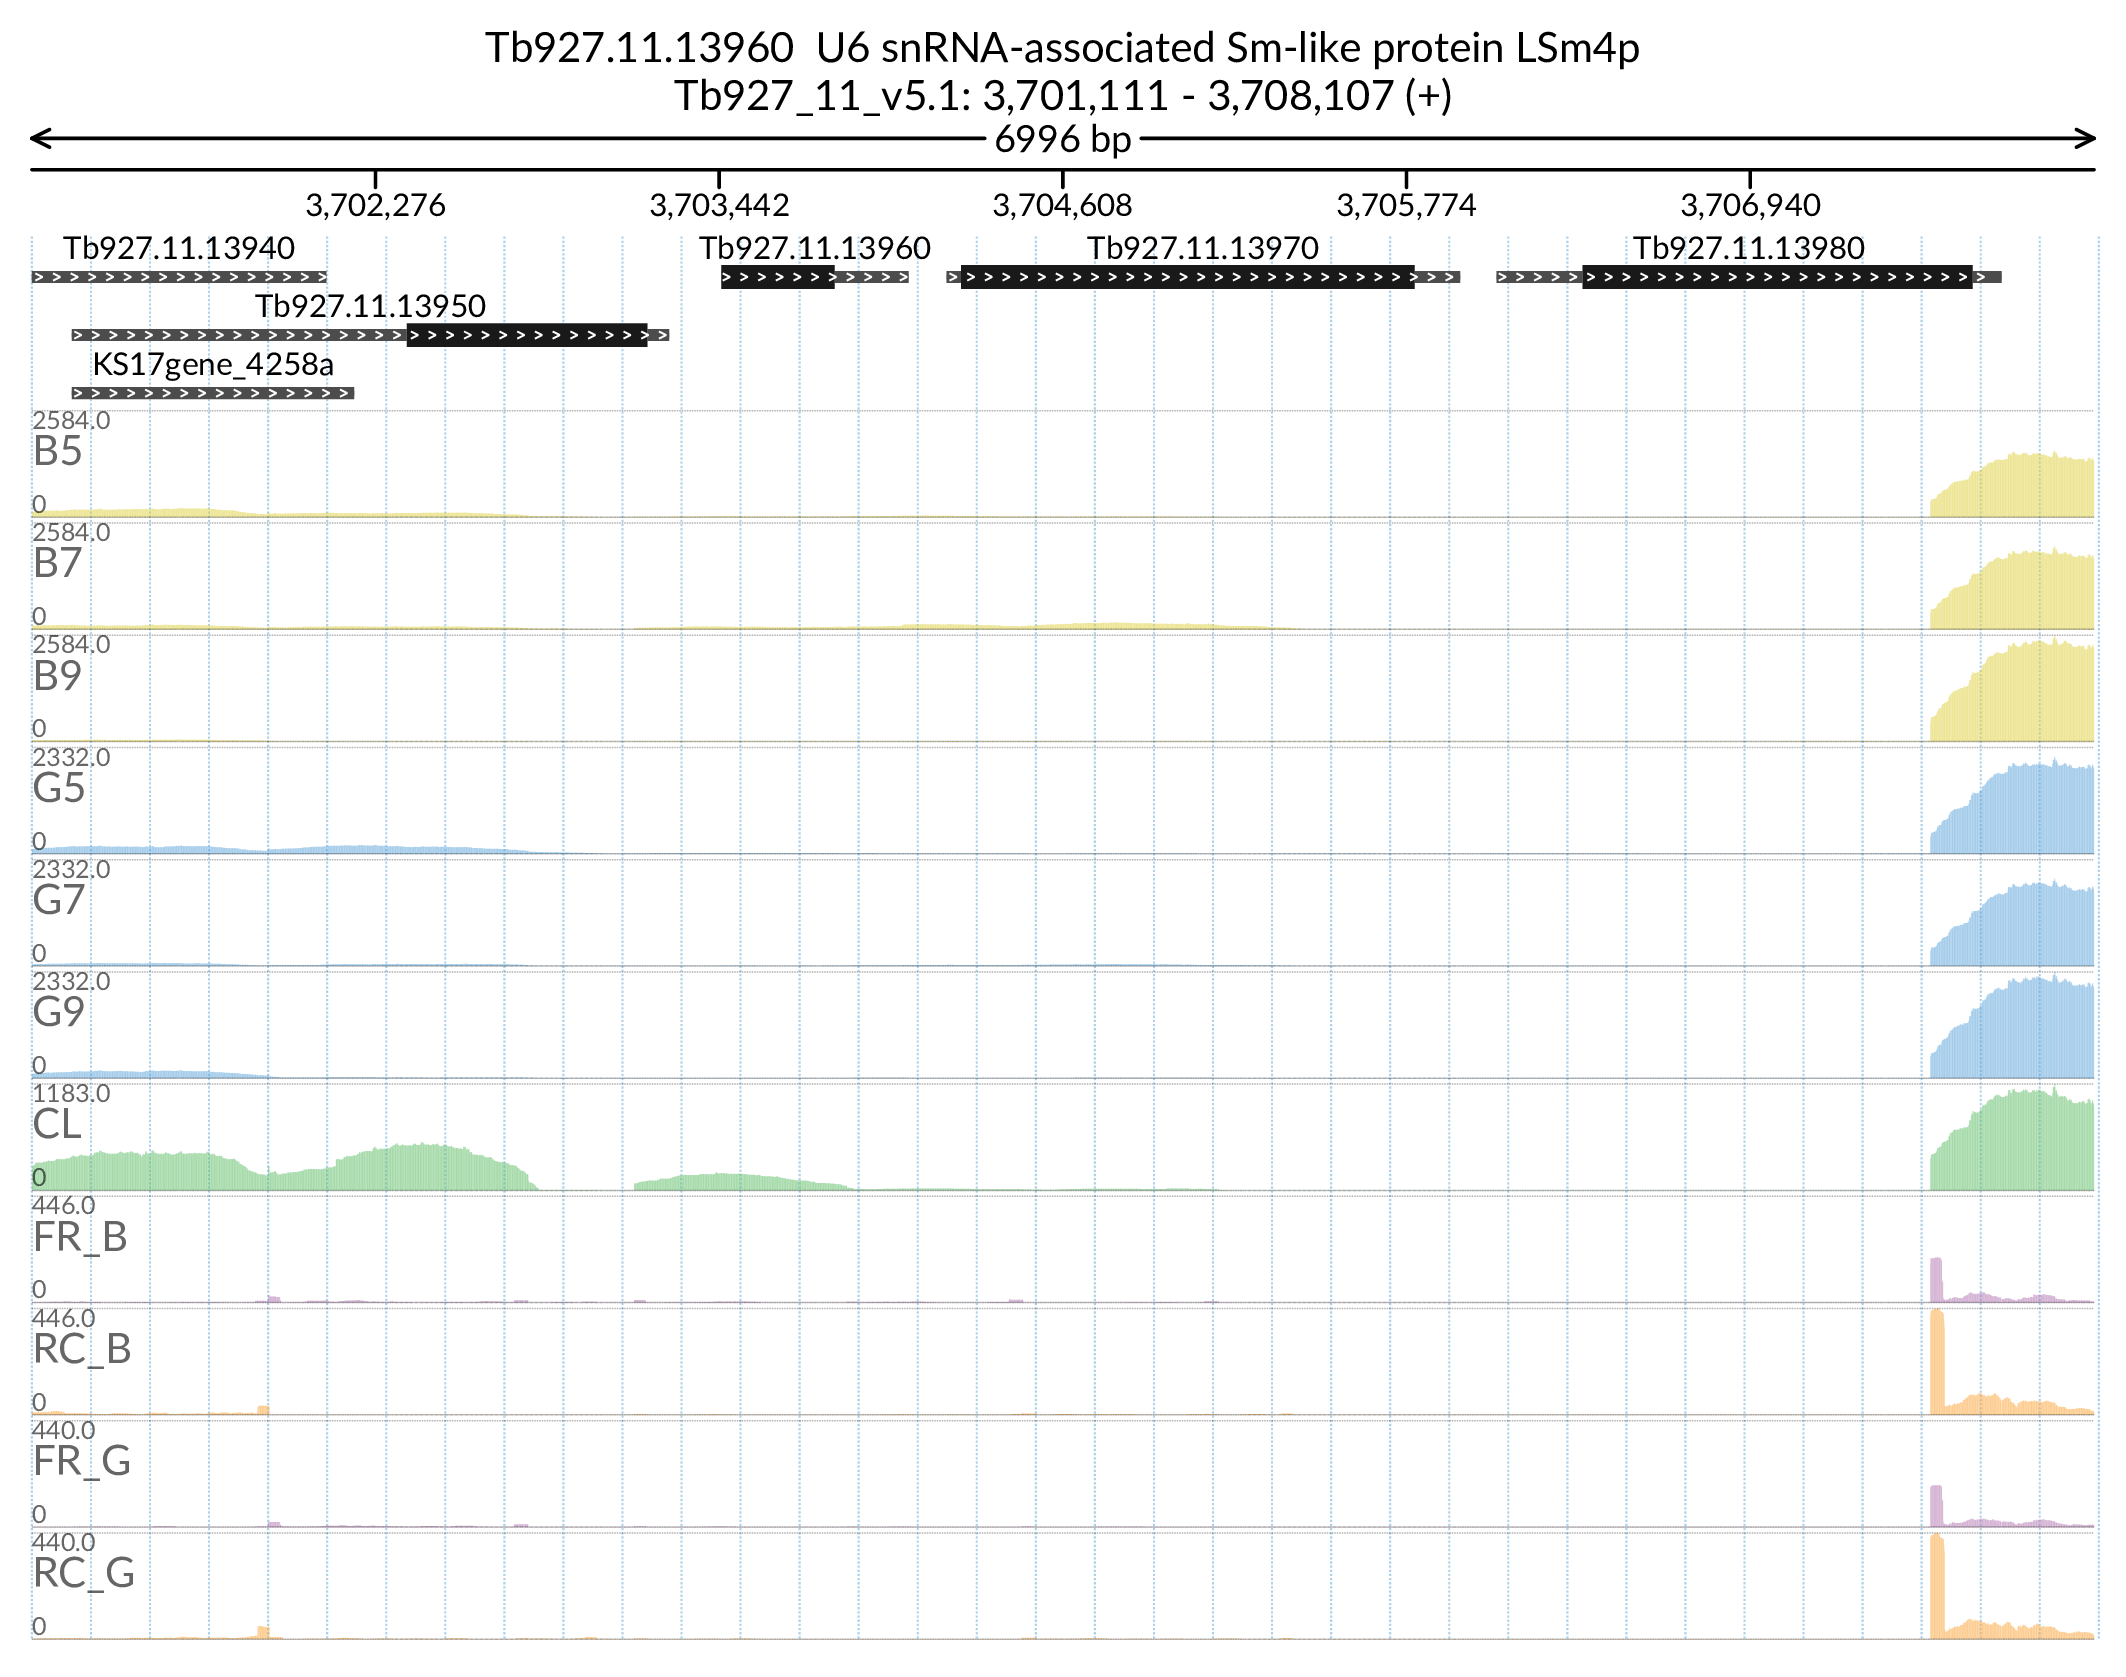 Tb927.11.13960  U6 snRNA-associated Sm-like protein LSm4p
Tb927_11_v5.1: 3,701,111 - 3,708,107 (+)
6996 bp
3,702,276 3,703,442 3,704,608 3,705,774 3,706,940
Tb927.11.13940 Tb927.11.13960 Tb927.11.13970 Tb927.11.13980
Tb927.11.13950
KS17gene_4258a
2584.0
B5
0
2584.0
B7
0
2584.0
B9
0
2332.0
G5
0
2332.0
G7
0
2332.0
G9
0
1183.0
CL
0
446.0
FR_B
0
446.0
RC_B
0
440.0
FR_G
0
440.0
RC_G
0